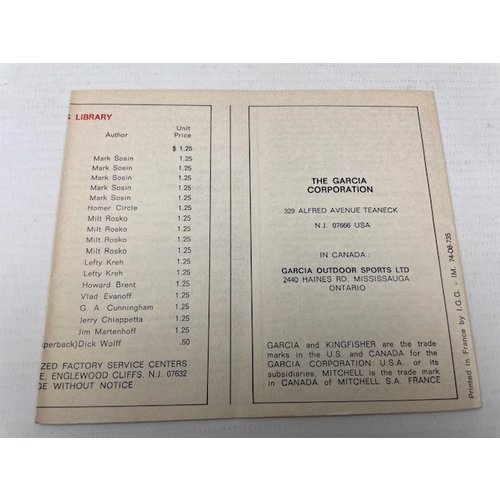 S LIBRARY
Author Unit Price
$ 1.25
Mark Sosin 1.25
Mark Sosin 1.25
Mark Sosin 1.25
Mark Sosin 1.25
Mark Sosin 1.25
Homer Circle 1.25
Milt Rosko 1.25
Milt Rosko 1.25
Milt Rosko 1.25
Milt Rosko 1.25
Lefty Kreh 1.25
Lefty Kreh 1.25
Howard Brent 1.25
Vlad Evanoff 1.25
G. A. Cunningham 1.25
Jerry Chiappetta 1.25
Jim Martenhoff 1.25
perback) Dick Wolff .50
ZED FACTORY SERVICE CENTERS
E, ENGLEWOOD CLIFFS, N.J. 07632
GE WITHOUT NOTICE
THE GARCIA
CORPORATION
329 ALFRED AVENUE TEANECK
N.J. 07666 USA
IN CANADA :
GARCIA OUTDOOR SPORTS LTD
2440 HAINES RD. MISSISSAUGA
ONTARIO
GARCIA and KINGFISHER are the trade
marks in the U.S. and CANADA for the
GARCIA CORPORATION U.S.A. or its
subsidiaries, MITCHELL is the trade mark
in CANADA of MITCHELL S.A. FRANCE
Printed in France by I.G.G. - IM. 74-08-735